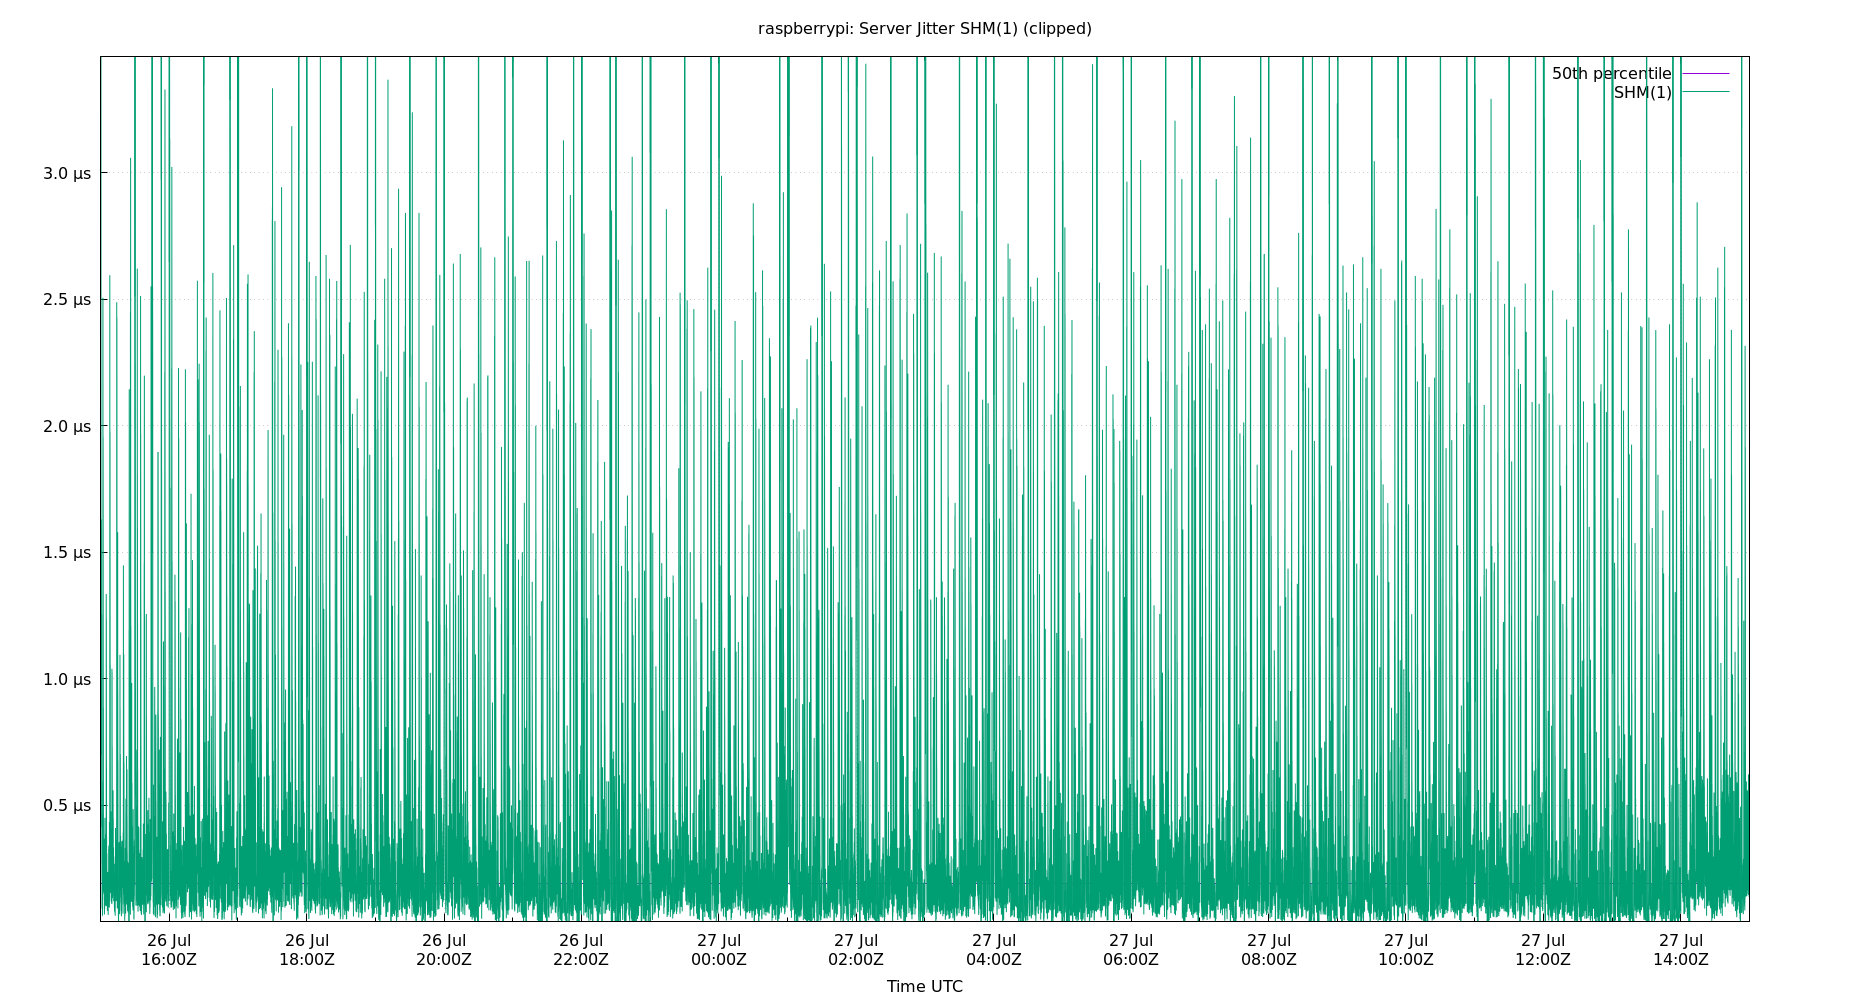 raspberrypi: Server Jitter SHM(1) (clipped)
50th percentile
SHM(1)
3.0 µs
2.5 µs
2.0 µs
1.5 µs
1.0 µs
0.5 µs
26 Jul 26 Jul 26 Jul 26 Jul 27 Jul 27 Jul 27 Jul 27 Jul 27 Jul 27 Jul 27 Jul 27 Jul
16:00Z 18:00Z 20:00Z 22:00Z 00:00Z 02:00Z 04:00Z 06:00Z 08:00Z 10:00Z 12:00Z 14:00Z
Time UTC